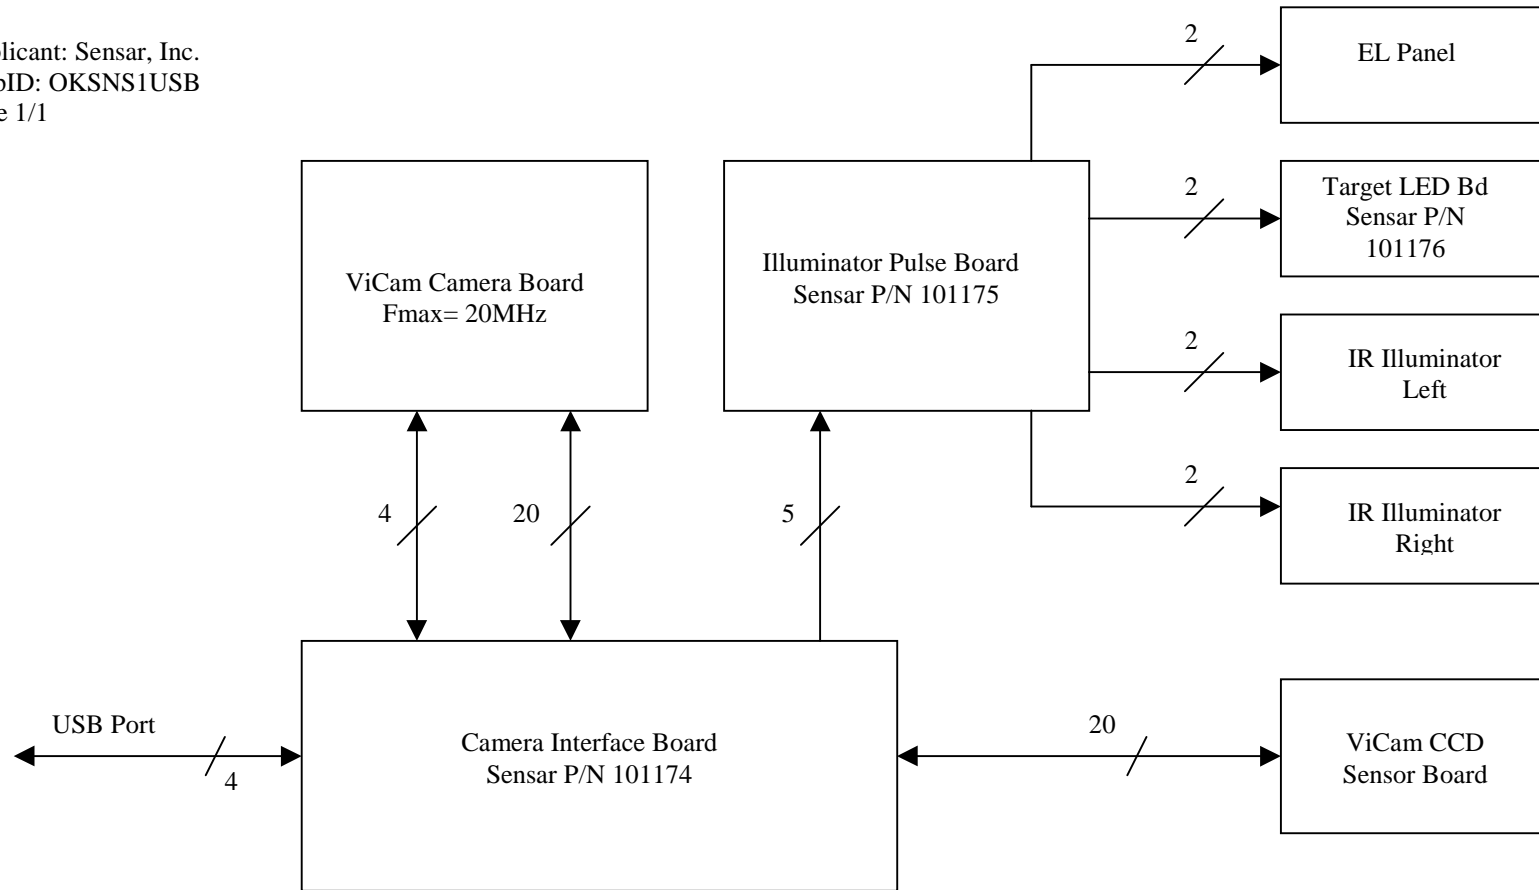 plicant: Sensar, Inc.
ID: OKSNS1USB
e 1/1
2
EL Panel
2
Target LED Bd
Sensar P/N
101176
ViCam Camera Board
Fmax= 20MHz
Illuminator Pulse Board
Sensar P/N 101175
2
IR Illuminator
Left
2
IR Illuminator
Right
4
20
5
USB Port
4
Camera Interface Board
Sensar P/N 101174
20
ViCam CCD
Sensor Board